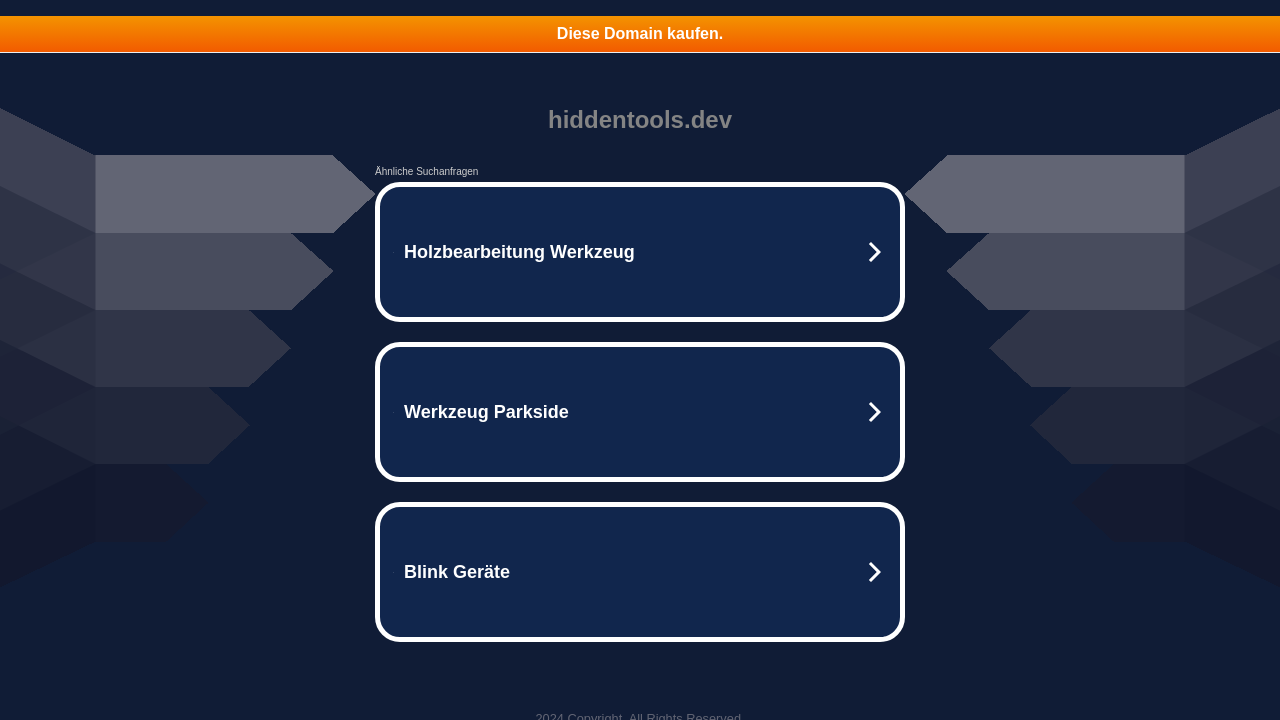 Diese Domain kaufen.
hiddentools.dev
Ähnliche Suchanfragen
Holzbearbeitung Werkzeug
Werkzeug Parkside
Blink Geräte
2024 Copyright. All Rights Reserved.